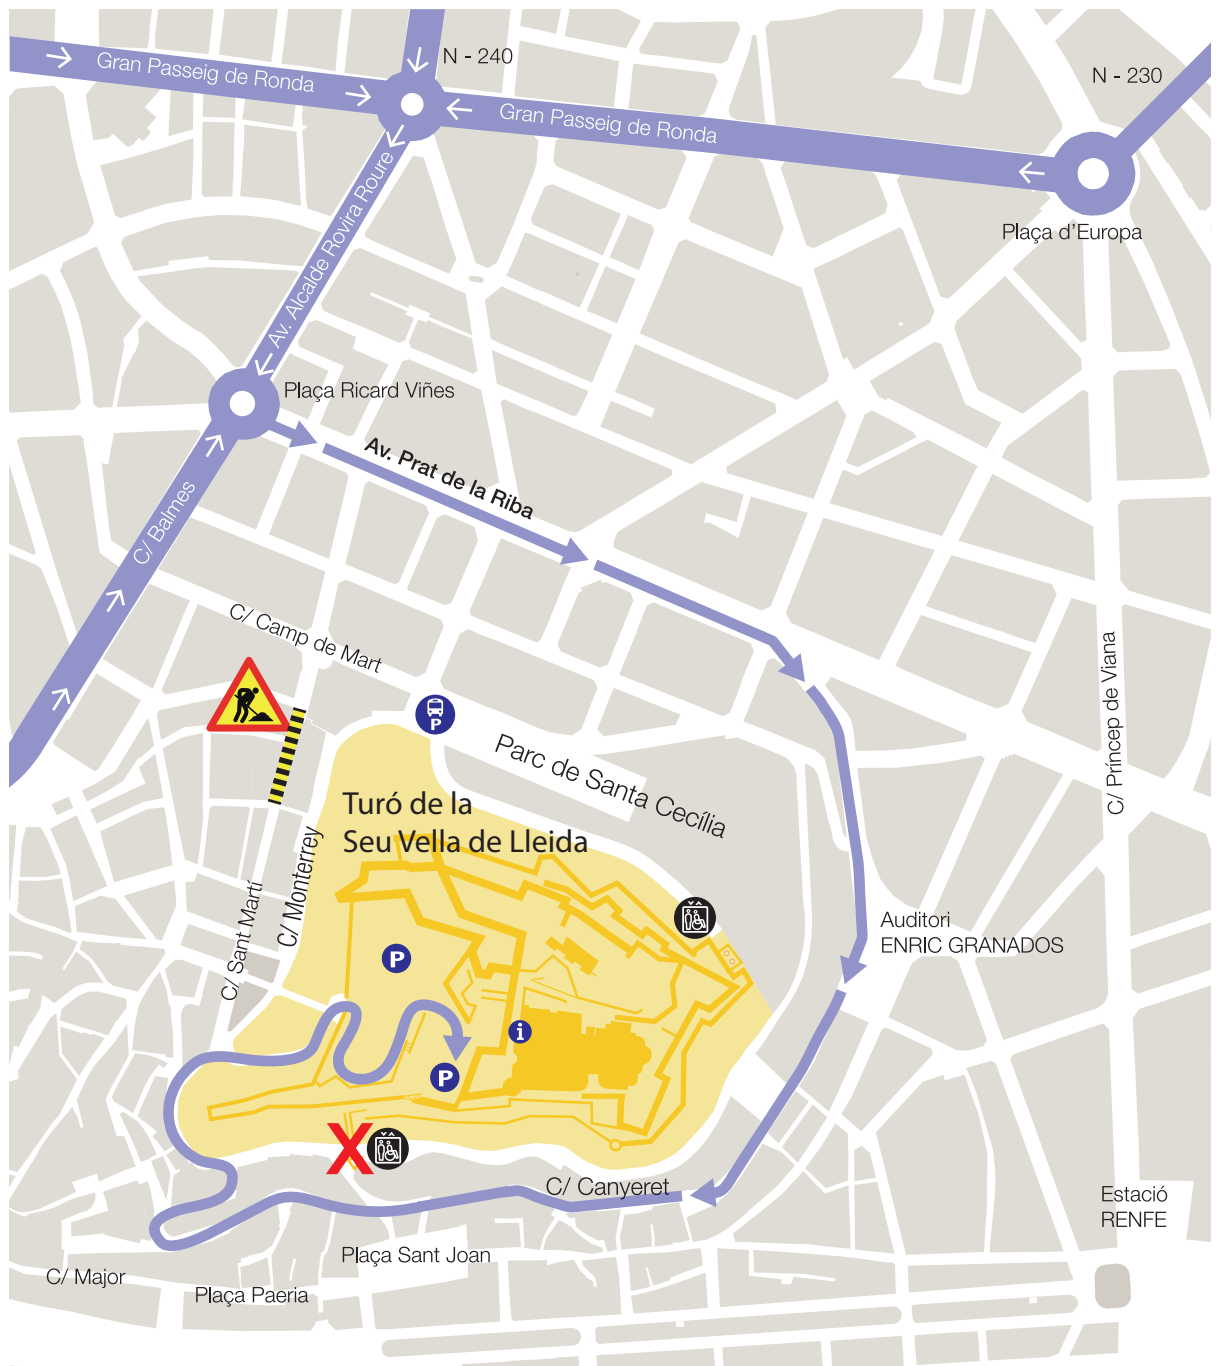 N - 240
Gran Passeig de Ronda
Gran Passeig de Ronda
N - 230
Plaça d'Europa
Av. Alcalde Rovira Roure
Plaça Ricard Viñes
Av. Prat de la Riba
C/ Balmes
C/ Camp de Mart
P
Parc de Santa Cecília
C/ Príncep de Viana
Turó de la
Seu Vella de Lleida
C/ Monterrey
C/ Sant Martí
Auditori
ENRIC GRANADOS
P
i
P
X
C/ Canyeret
Estació
RENFE
Plaça Sant Joan
C/ Major
Plaça Paeria